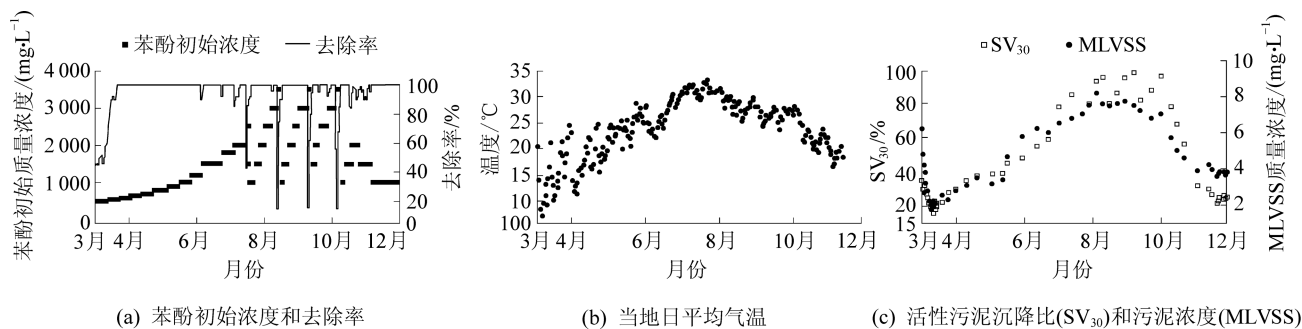 苯酚初始浓度 去除率
苯酚初始质量浓度/(mg•L⁻¹)
4 000
3 000
2 000
1 000
0
100
80
60
40
20
0
去除率/%
3月 4月 6月 8月 10月 12月
月份
(a) 苯酚初始浓度和去除率
温度/℃
35
30
25
20
15
10
100
3月 4月 6月 8月 10月 12月
月份
(b) 当地日平均气温
SV₃₀ MLVSS
SV₃₀/%
100
80
60
40
20
15
10
8
6
4
2
MLVSS质量浓度/(mg•L⁻¹)
3月 4月 6月 8月 10月 12月
月份
(c) 活性污泥沉降比(SV₃₀)和污泥浓度(MLVSS)